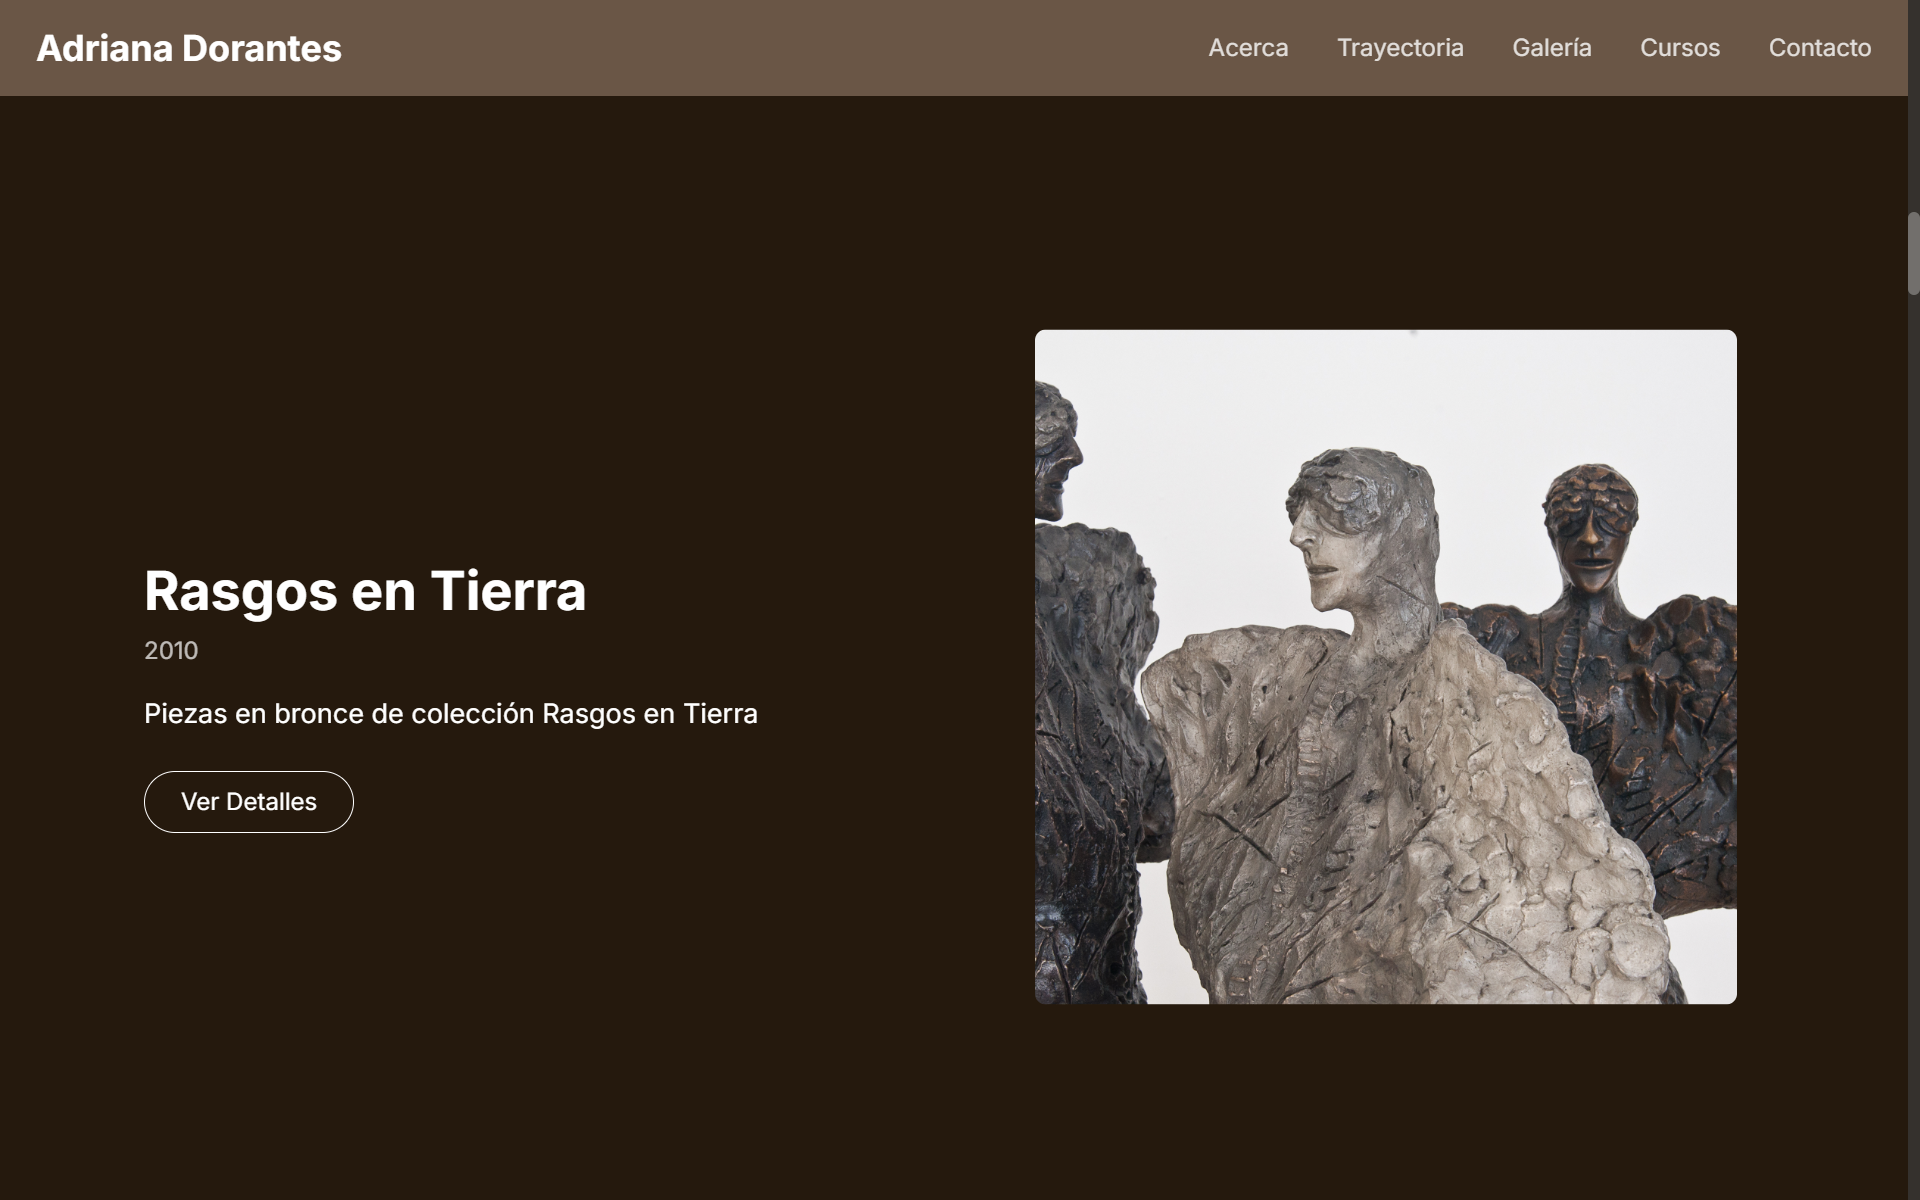 Adriana Dorantes
Acerca
Trayectoria
Galería
Cursos
Contacto
Rasgos en Tierra
2010
Piezas en bronce de colección Rasgos en Tierra
Ver Detalles